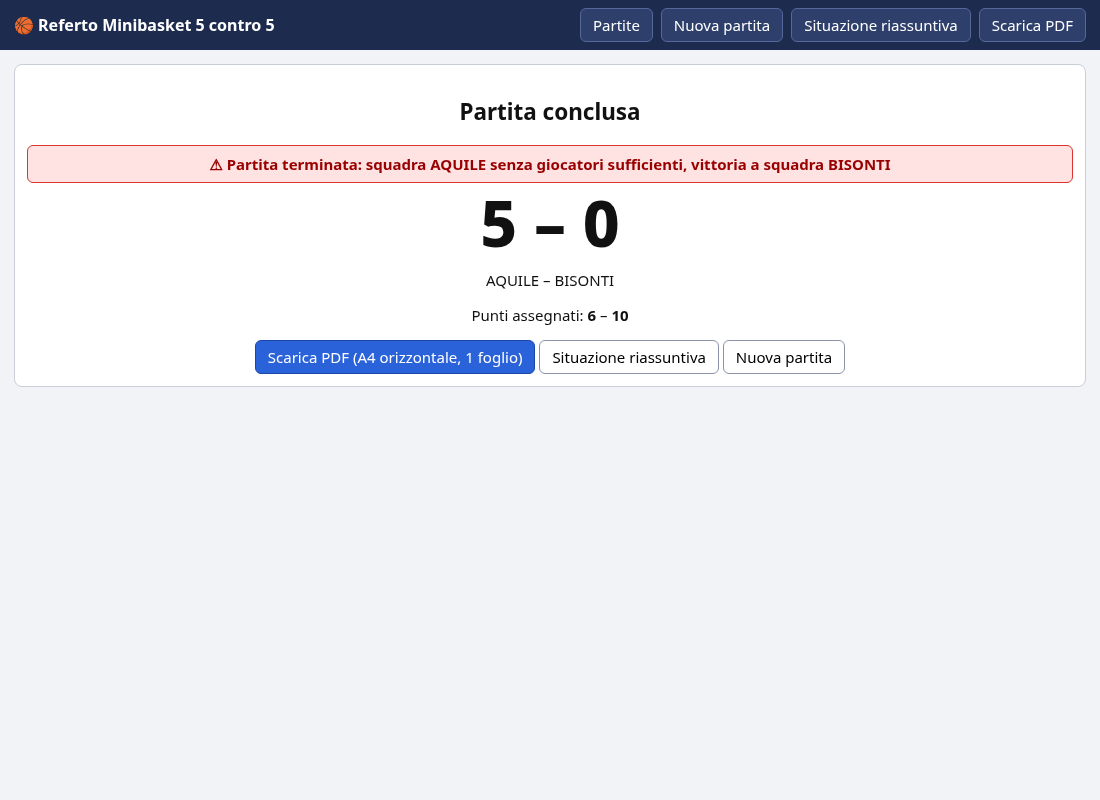 🏀 Referto Minibasket 5 contro 5
Partite
Nuova partita
Situazione riassuntiva
Scarica PDF
Partita conclusa
⚠ Partita terminata: squadra AQUILE senza giocatori sufficienti, vittoria a squadra BISONTI
5 – 0
AQUILE – BISONTI
Punti assegnati: 6 – 10
Scarica PDF (A4 orizzontale, 1 foglio)
Situazione riassuntiva
Nuova partita